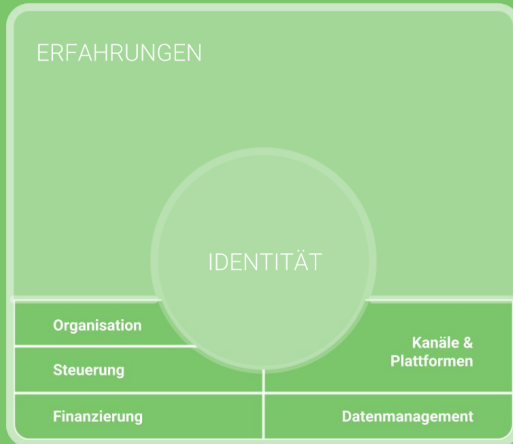 ERFAHRUNGEN
IDENTITÄT
Organisation
Steuerung
Finanzierung
Kanäle &
Plattformen
Datenmanagement